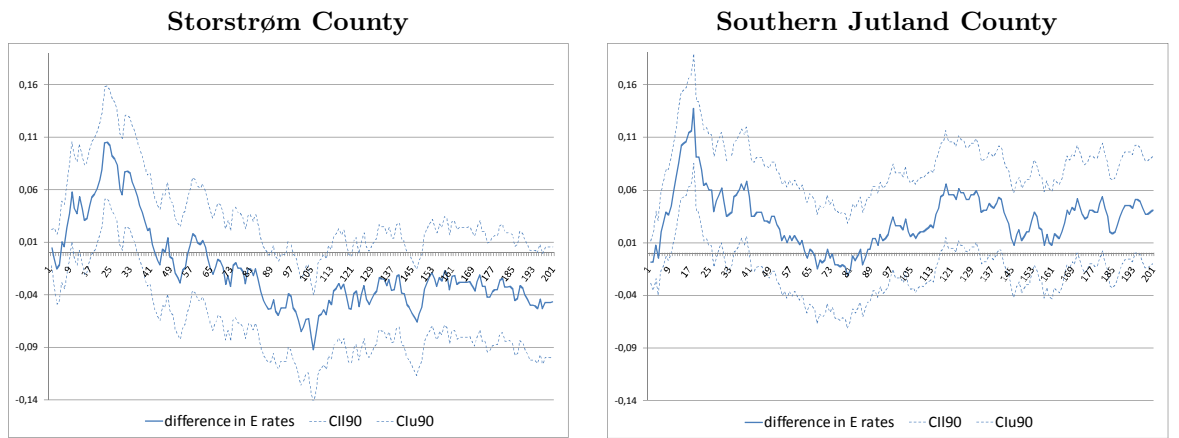 Storstrøm County
Southern Jutland County
0,16
0,11
0,06
0,01
-0,04
-0,09
-0,14
1 9 17 25 33 41 49 57 65 73 81 89 97 105 113 121 129 137 145 153 161 169 177 185 193 201
difference in E rates CIl90 CIu90
0,16
0,11
0,06
0,01
-0,04
-0,09
-0,14
1 9 17 25 33 41 49 57 65 73 81 89 97 105 113 121 129 137 145 153 161 169 177 185 193 201
difference in E rates CIl90 CIu90